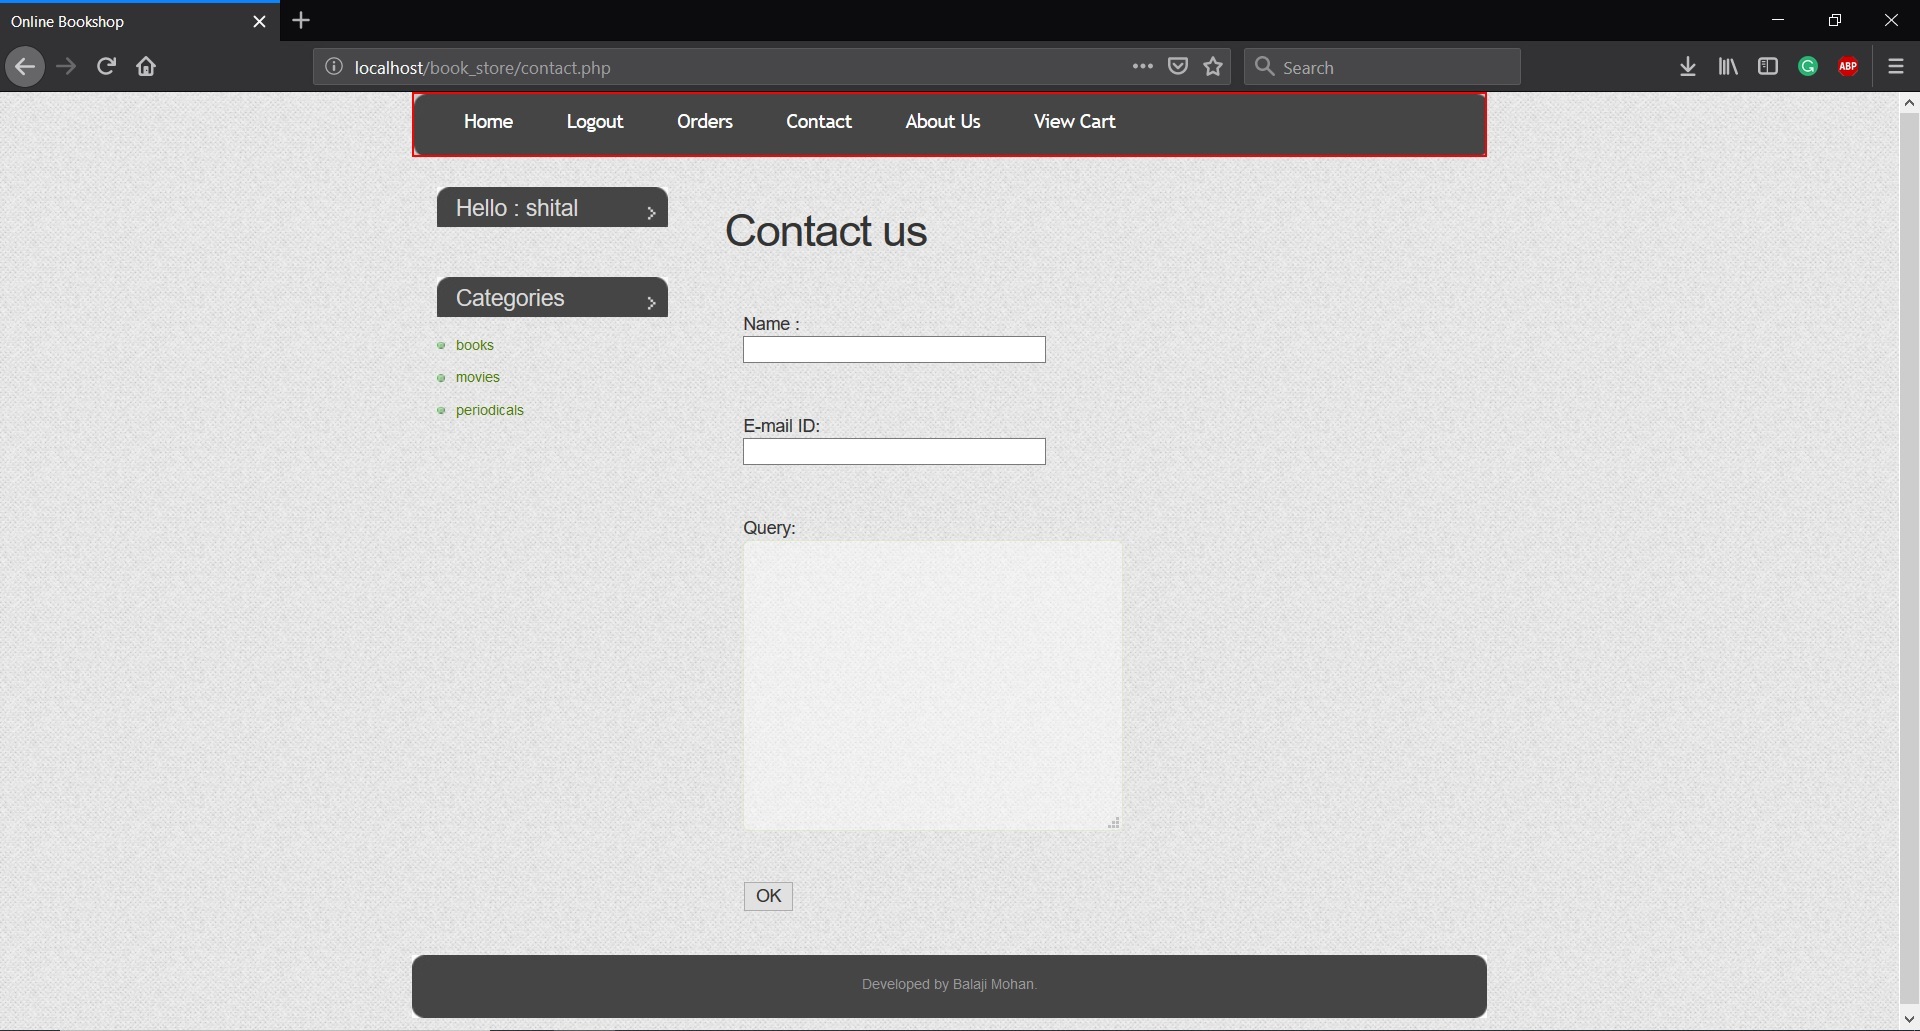 Online Bookshop
localhost/book_store/contact.php
Search
ABP
Home Logout Orders Contact About Us View Cart
Hello : shital
Categories
books
movies
periodicals
Contact us
Name :
E-mail ID:
Query:
OK
Developed by Balaji Mohan.